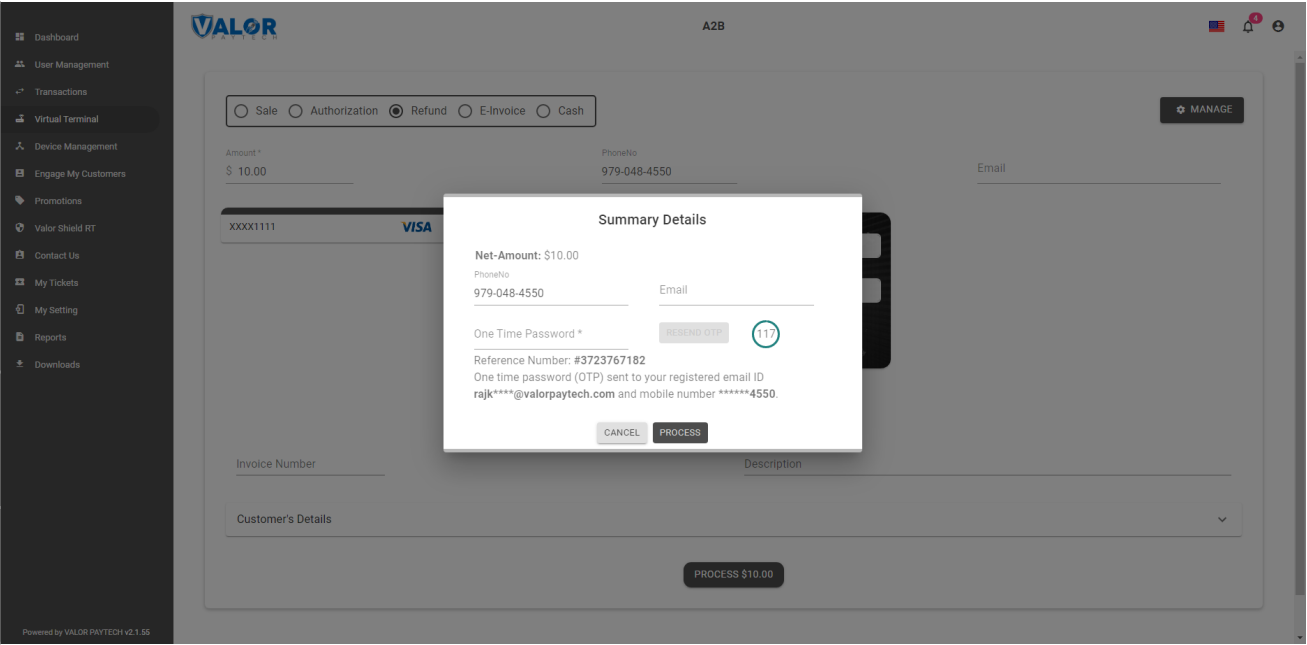 VALOR
PAYTECH
A2B
4
Dashboard
User Management
Transactions
Virtual Terminal
Device Management
Engage My Customers
Promotions
Valor Shield RT
Contact Us
My Tickets
My Setting
Reports
Downloads
Powered by VALOR PAYTECH v2.1.55
Sale Authorization Refund E-Invoice Cash
MANAGE
Amount * PhoneNo
$ 10.00 979-048-4550 Email
XXXX1111 VISA
Summary Details
Net-Amount: $10.00
PhoneNo
979-048-4550 Email
One Time Password * RESEND OTP 117
Reference Number: #3723767182
One time password (OTP) sent to your registered email ID
rajk****@valorpaytech.com and mobile number ******4550.
CANCEL PROCESS
Invoice Number Description
Customer's Details
PROCESS $10.00